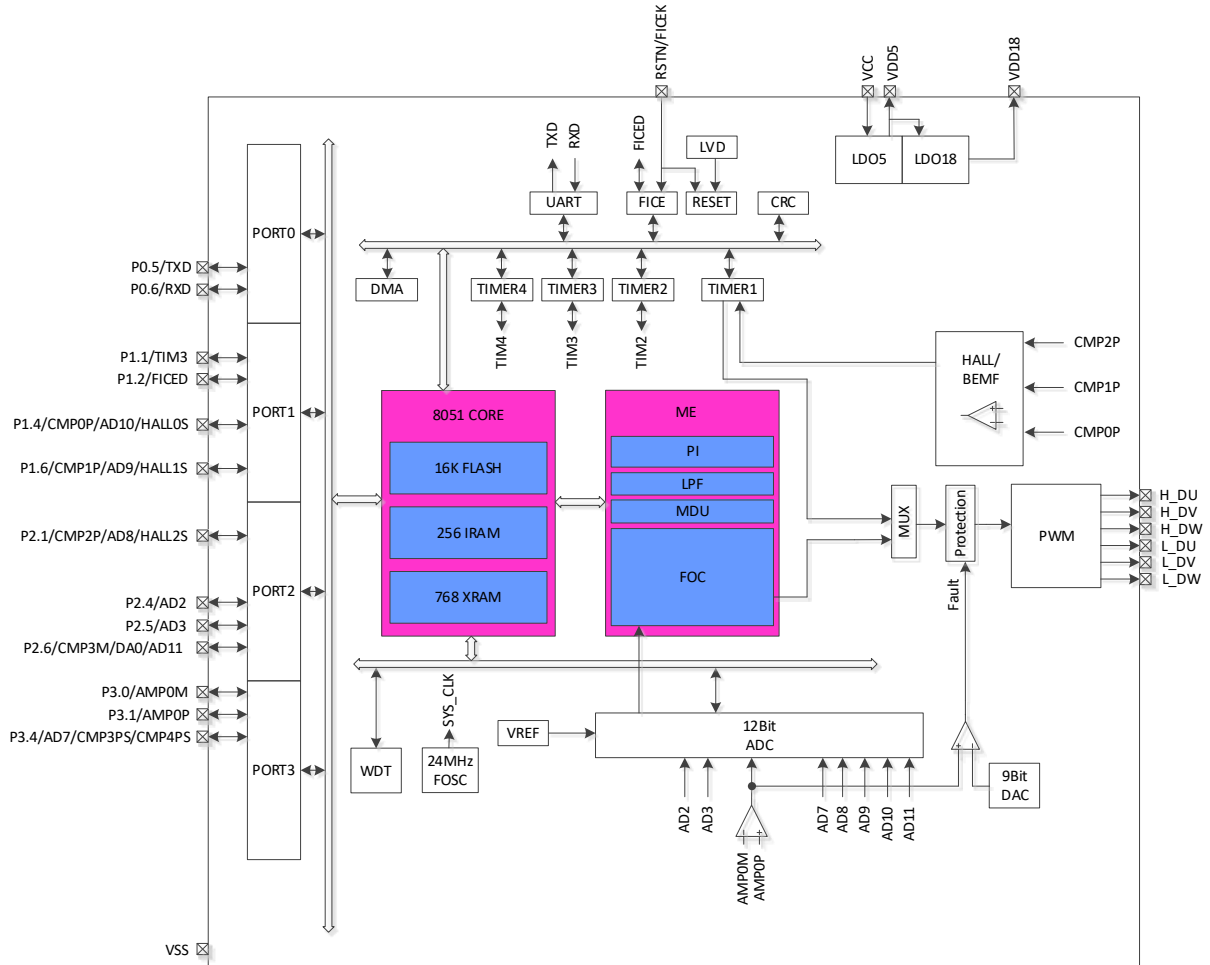 RSTN/FICEK
VCC
VDD5
VDD18
LDO5
LDO18
TXD
RXD
FICED
LVD
UART
FICE
RESET
CRC
PORT0
P0.5/TXD
P0.6/RXD
DMA
TIMER4
TIMER3
TIMER2
TIMER1
TIM4
TIM3
TIM2
P1.1/TIM3
P1.2/FICED
P1.4/CMP0P/AD10/HALL0S
P1.6/CMP1P/AD9/HALL1S
PORT1
HALL/
BEMF
CMP2P
CMP1P
CMP0P
8051 CORE
16K FLASH
256 IRAM
768 XRAM
ME
PI
LPF
MDU
FOC
MUX
Protection
Fault
PWM
H_DU
H_DV
H_DW
L_DU
L_DV
L_DW
P2.1/CMP2P/AD8/HALL2S
P2.4/AD2
P2.5/AD3
P2.6/CMP3M/DA0/AD11
PORT2
P3.0/AMP0M
P3.1/AMP0P
P3.4/AD7/CMP3PS/CMP4PS
PORT3
SYS_CLK
WDT
24MHz
FOSC
VREF
12Bit
ADC
9Bit
DAC
AD2
AD3
AMP0M
AMP0P
AD7
AD8
AD9
AD10
AD11
VSS